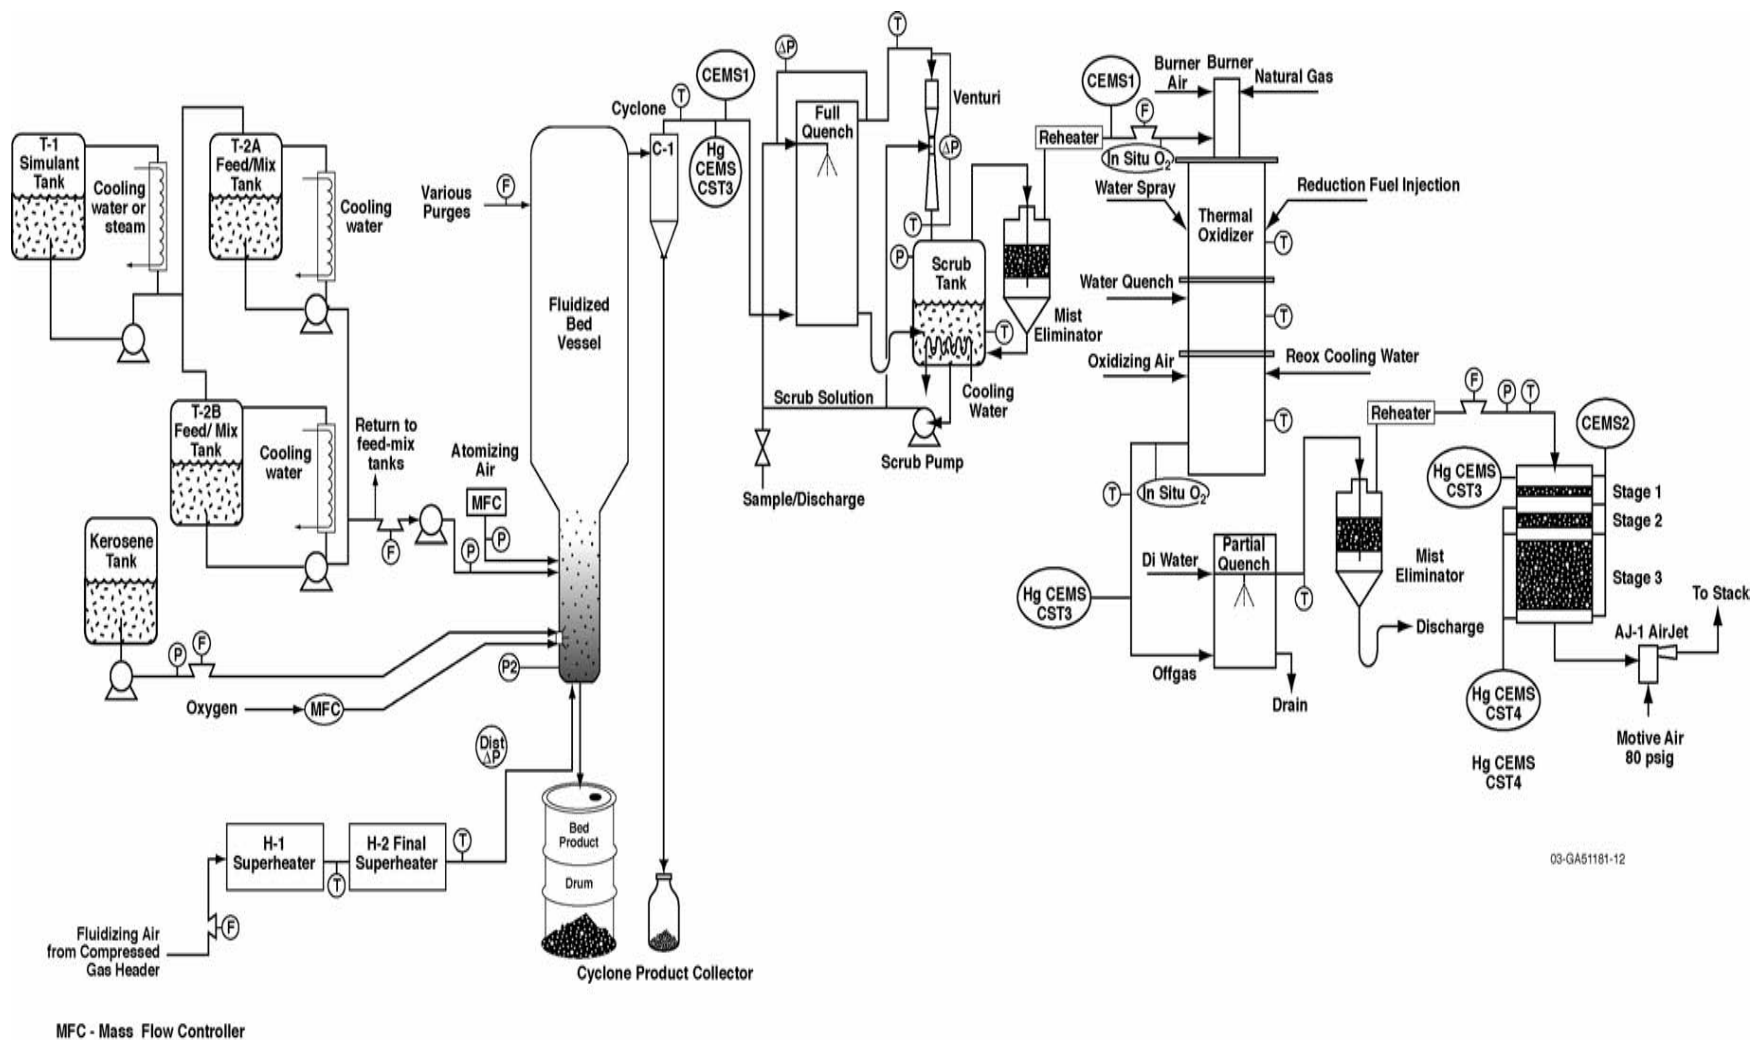 T-1
Simulant
Tank
Cooling
water or
steam
T-2A
Feed/Mix
Tank
Cooling
water
T-2B
Feed/ Mix
Tank
Cooling
water
Return to
feed-mix
tanks
F
Kerosene
Tank
P
F
Oxygen
MFC
Various
Purges
F
Atomizing
Air
MFC
P
P
P2
Fluidized
Bed
Vessel
Dist
ΔP
H-1
Superheater
T
H-2 Final
Superheater
T
F
Fluidizing Air
from Compressed
Gas Header
Bed
Product
Drum
Cyclone Product Collector
MFC - Mass Flow Controller
Cyclone
C-1
T
CEMS1
Hg
CEMS
CST3
ΔP
Full
Quench
T
Venturi
ΔP
T
P
Scrub
Tank
T
Cooling
Water
Scrub Solution
Scrub Pump
Sample/Discharge
Mist
Eliminator
Reheater
CEMS1
F
In Situ O2
Burner
Air
Burner
Natural Gas
Water Spray
Reduction Fuel Injection
Thermal
Oxidizer
T
Water Quench
T
Oxidizing Air
Reox Cooling Water
T
T
In Situ O2
Hg CEMS
CST3
Di Water
Partial
Quench
T
Offgas
Drain
Mist
Eliminator
Discharge
Reheater
F
P
T
CEMS2
Hg CEMS
CST3
Stage 1
Stage 2
Stage 3
Hg CEMS
CST4
Hg CEMS
CST4
To Stack
AJ-1 AirJet
Motive Air
80 psig
03-GA51181-12